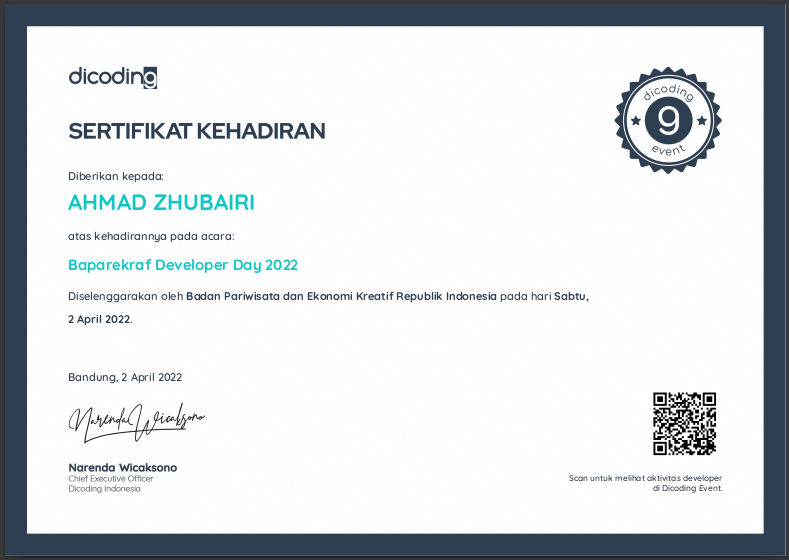 dicoding
SERTIFIKAT KEHADIRAN
dicoding
g
event
Diberikan kepada:
AHMAD ZHUBAIRI
atas kehadirannya pada acara:
Baparekraf Developer Day 2022
Diselenggarakan oleh Badan Pariwisata dan Ekonomi Kreatif Republik Indonesia pada hari Sabtu,
2 April 2022.
Bandung, 2 April 2022
Narenda Wicaksono
Narenda Wicaksono
Chief Executive Officer
Dicoding Indonesia
Scan untuk melihat aktivitas developer
di Dicoding Event.